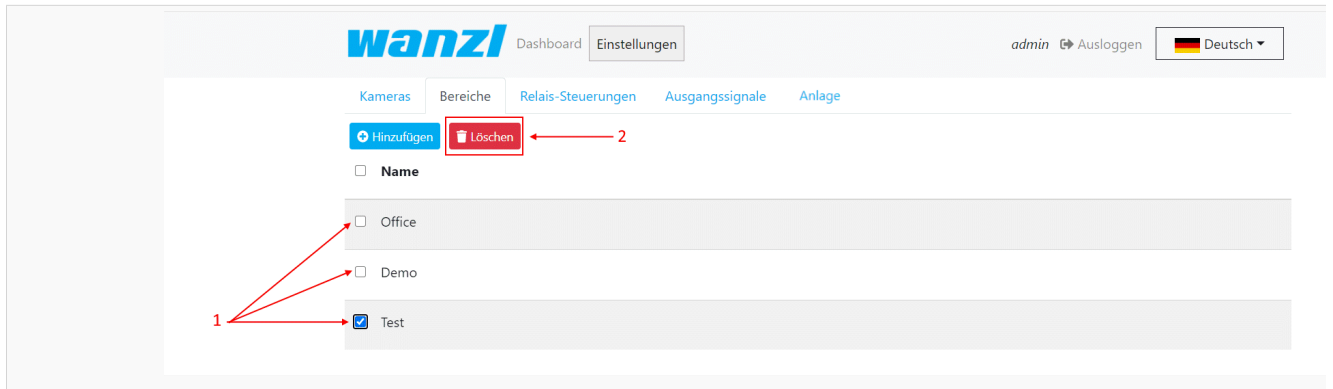 wanzl Dashboard Einstellungen admin Ausloggen Deutsch
Kameras Bereiche Relais-Steuerungen Ausgangssignale Anlage
Hinzufügen Löschen 2
Name
Office
Demo
1 Test